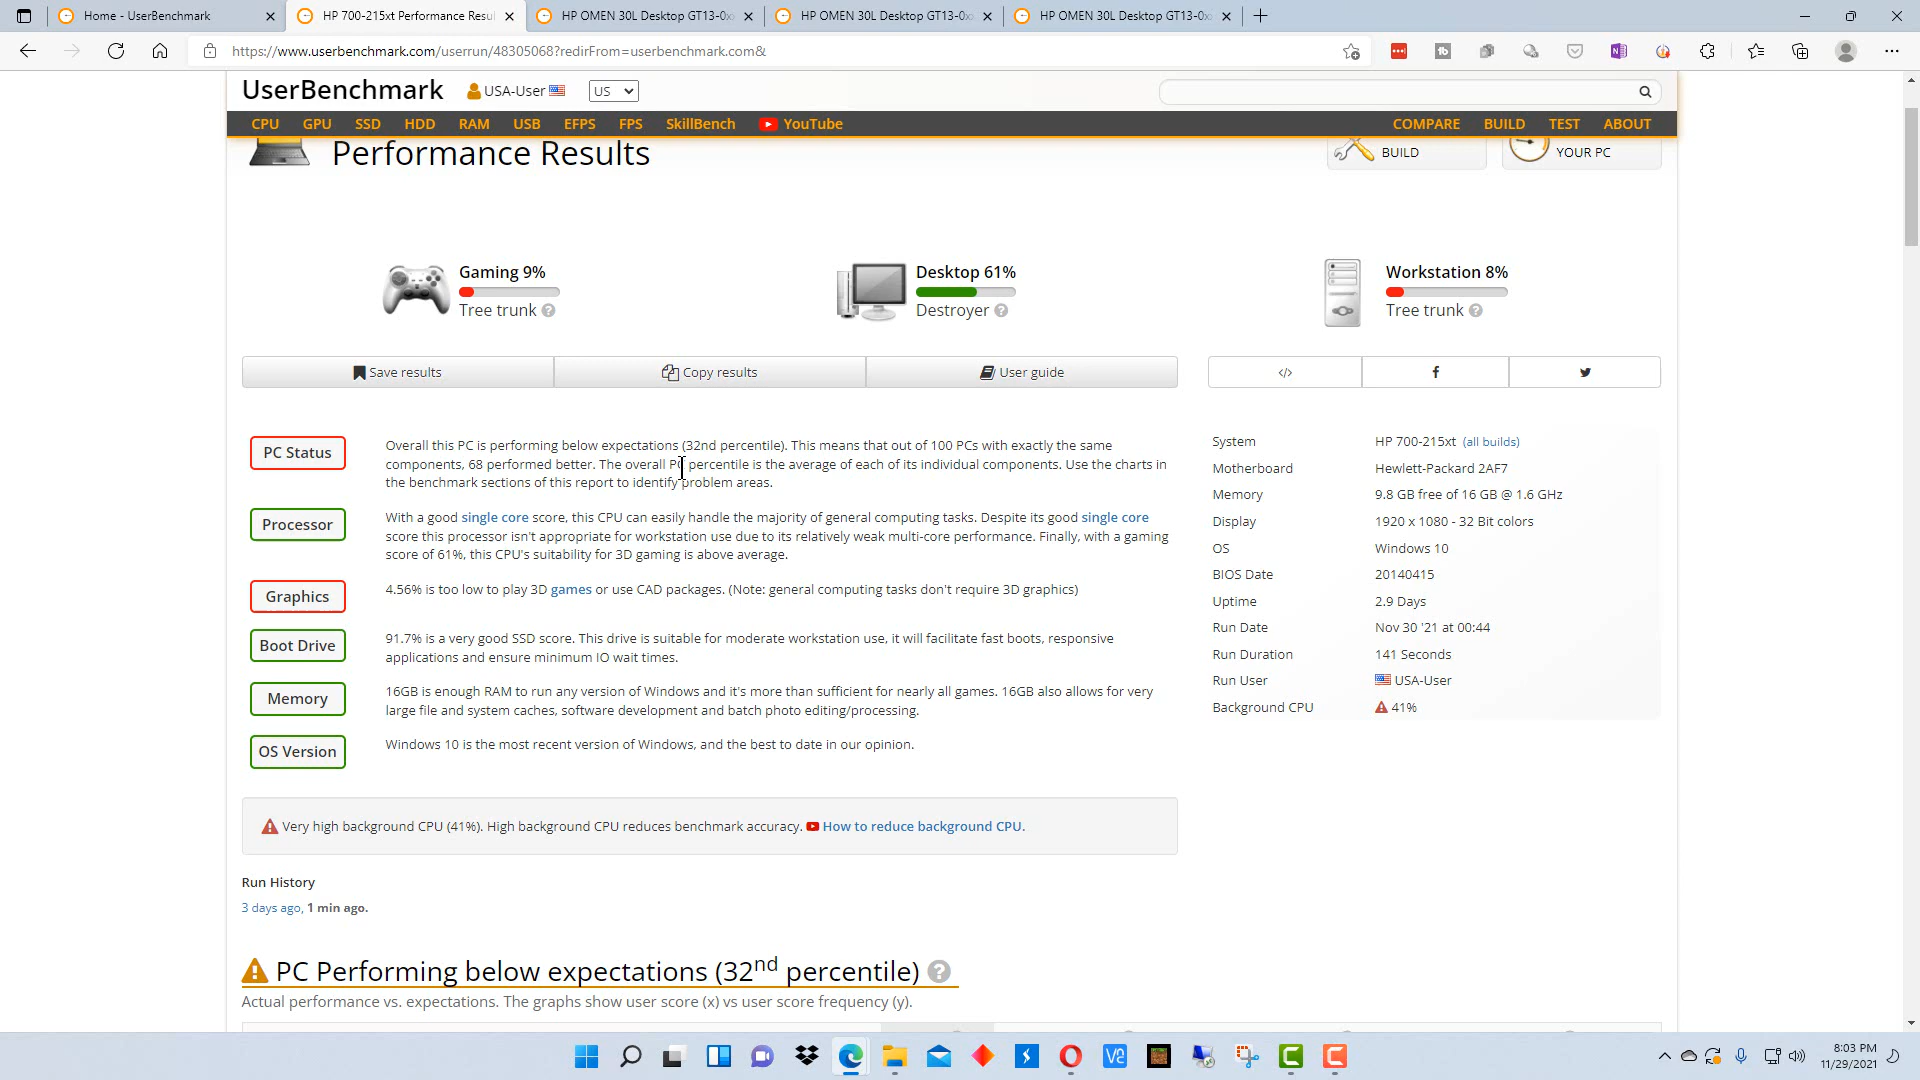 Home - UserBenchmark
HP 700-215xt Performance Resul
HP OMEN 30L Desktop GT13-0x
HP OMEN 30L Desktop GT13-0x
HP OMEN 30L Desktop GT13-0x
https://www.userbenchmark.com/userrun/48305068?redirFrom=userbenchmark.com&
UserBenchmark
USA-User
US
CPU GPU SSD HDD RAM USB EFPS FPS SkillBench YouTube
COMPARE BUILD TEST ABOUT
Performance Results
BUILD
YOUR PC
Gaming 9%
Tree trunk
Desktop 61%
Destroyer
Workstation 8%
Tree trunk
Save results
Copy results
User guide
</>
PC Status
Overall this PC is performing below expectations (32nd percentile). This means that out of 100 PCs with exactly the same
components, 68 performed better. The overall PC percentile is the average of each of its individual components. Use the charts in
the benchmark sections of this report to identify problem areas.
Processor
With a good single core score, this CPU can easily handle the majority of general computing tasks. Despite its good single core
score this processor isn't appropriate for workstation use due to its relatively weak multi-core performance. Finally, with a gaming
score of 61%, this CPU's suitability for 3D gaming is above average.
Graphics
4.56% is too low to play 3D games or use CAD packages. (Note: general computing tasks don't require 3D graphics)
Boot Drive
91.7% is a very good SSD score. This drive is suitable for moderate workstation use, it will facilitate fast boots, responsive
applications and ensure minimum IO wait times.
Memory
16GB is enough RAM to run any version of Windows and it's more than sufficient for nearly all games. 16GB also allows for very
large file and system caches, software development and batch photo editing/processing.
OS Version
Windows 10 is the most recent version of Windows, and the best to date in our opinion.
System HP 700-215xt (all builds)
Motherboard Hewlett-Packard 2AF7
Memory 9.8 GB free of 16 GB @ 1.6 GHz
Display 1920 x 1080 - 32 Bit colors
OS Windows 10
BIOS Date 20140415
Uptime 2.9 Days
Run Date Nov 30 '21 at 00:44
Run Duration 141 Seconds
Run User USA-User
Background CPU 41%
Very high background CPU (41%). High background CPU reduces benchmark accuracy. How to reduce background CPU.
Run History
3 days ago, 1 min ago.
PC Performing below expectations (32nd percentile)
Actual performance vs. expectations. The graphs show user score (x) vs user score frequency (y).
8:03 PM
11/29/2021